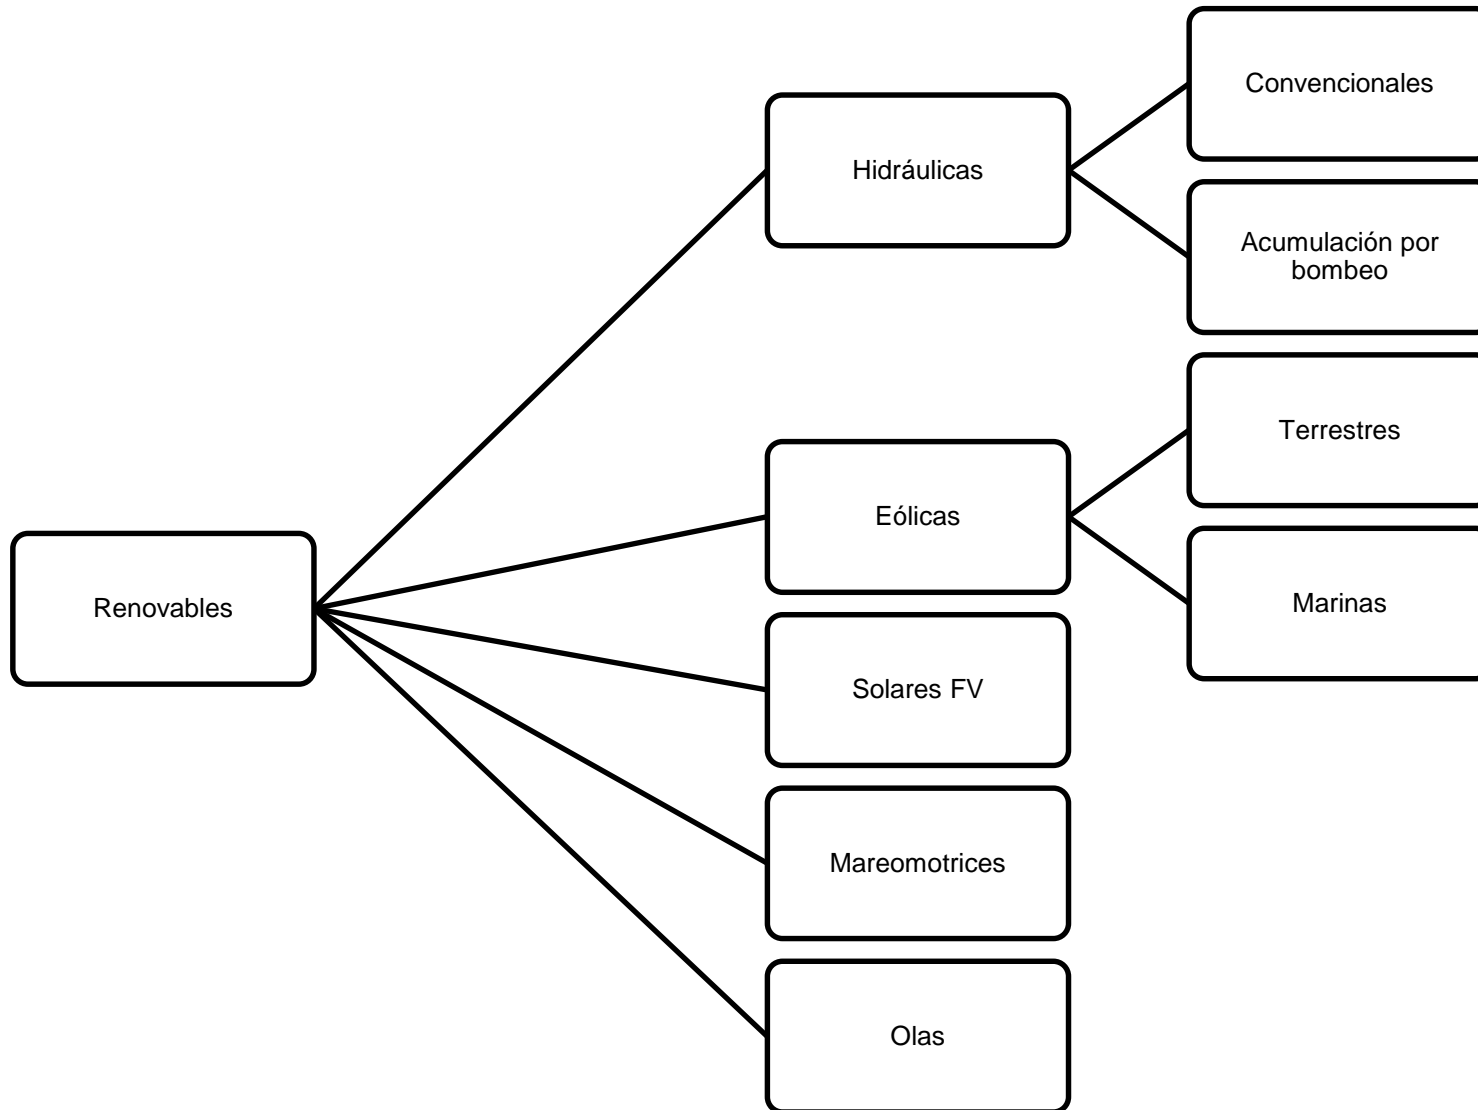 Renovables
Hidráulicas
Convencionales
Acumulación por
bombeo
Eólicas
Terrestres
Marinas
Solares FV
Mareomotrices
Olas